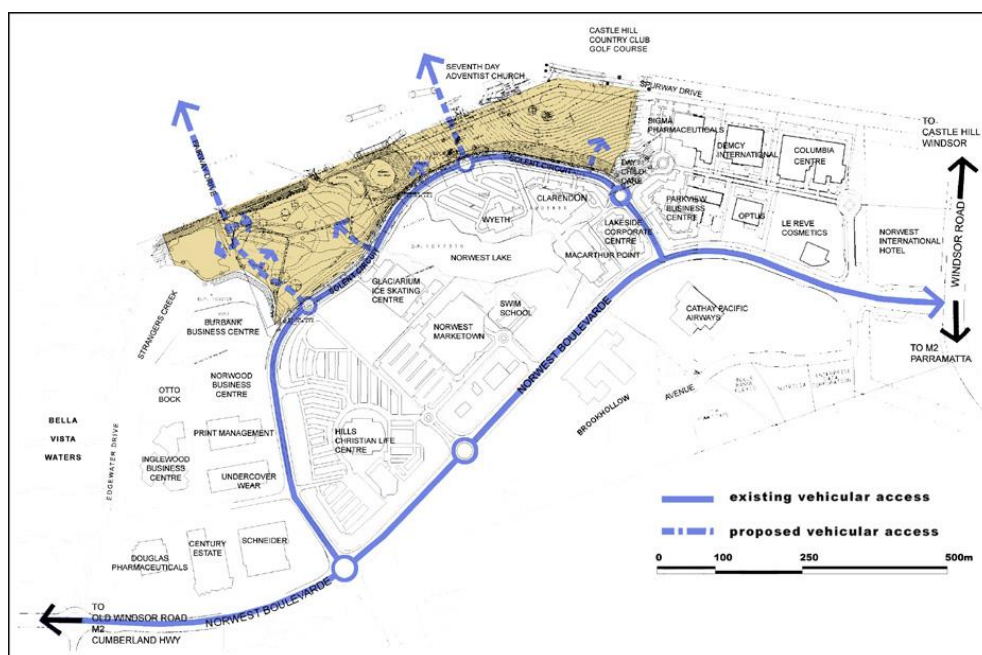 CASTLE HILL
COUNTRY CLUB
GOLF COURSE
SEVENTH DAY
ADVENTIST CHURCH
SPURWAY DRIVE
SIGMA
PHARMACEUTICALS
DEMCY
INTERNATIONAL
COLUMBIA
CENTRE
TO
CASTLE HILL
WINDSOR
FAIRWAY DRIVE
SOLENT CIRCUIT
DAY
CHILD
CARE
CLARENDON
WYETH
PARKVIEW
BUSINESS
CENTRE
OPTUS
LE REVE
COSMETICS
NORWEST
INTERNATIONAL
HOTEL
WINDSOR ROAD
LAKESIDE
CORPORATE
CENTRE
NORWEST LAKE
MACARTHUR POINT
SOLENT CIRCUIT
GLACIARIUM
ICE SKATING
CENTRE
SWIM
SCHOOL
CATHAY PACIFIC
AIRWAYS
STRANGERS CREEK
BURBANK
BUSINESS CENTRE
NORWEST
MARKETOWN
NORWEST BOULEVARDE
TO M2
PARRAMATTA
NORWOOD
BUSINESS
CENTRE
OTTO
BOCK
BROOKHOLLOW
AVENUE
BELLA
VISTA
WATERS
EDGEWATER DRIVE
PRINT MANAGEMENT
HILLS
CHRISTIAN LIFE
CENTRE
INGLEWOOD
BUSINESS
CENTRE
UNDERCOVER
WEAR
existing vehicular access
proposed vehicular access
0 100 250 500m
SCHNEIDER
CENTURY
ESTATE
DOUGLAS
PHARMACEUTICALS
NORWEST BOULEVARDE
TO
OLD WINDSOR ROAD
M2
CUMBERLAND HWY